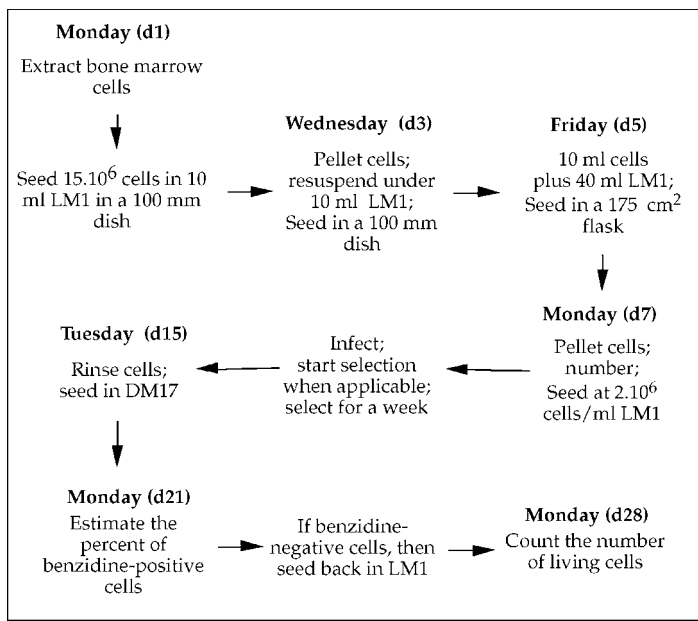 Monday (d1)
Extract bone marrow
cells
Seed 15.10⁶ cells in 10
ml LM1 in a 100 mm
dish
Wednesday (d3)
Pellet cells;
resuspend under
10 ml LM1;
Seed in a 100 mm
dish
Friday (d5)
10 ml cells
plus 40 ml LM1;
Seed in a 175 cm²
flask
Monday (d7)
Pellet cells;
number;
Seed at 2.10⁶
cells/ml LM1
Infect;
start selection
when applicable;
select for a week
Tuesday (d15)
Rinse cells;
seed in DM17
Monday (d21)
Estimate the
percent of
benzidine-positive
cells
If benzidine-
negative cells, then
seed back in LM1
Monday (d28)
Count the number
of living cells